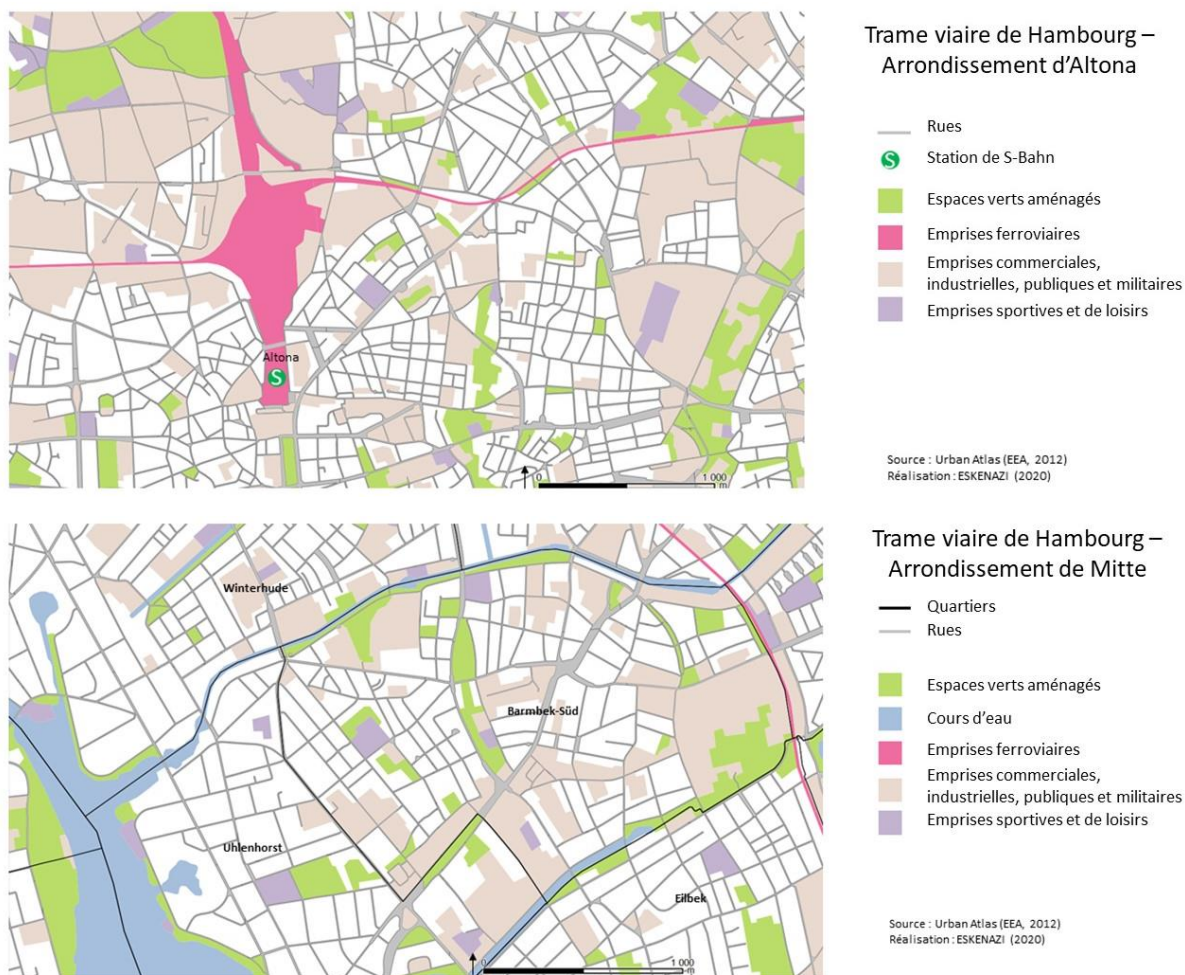 Trame viaire de Hambourg –
Arrondissement d’Altona
Rues
S
Station de S-Bahn
Espaces verts aménagés
Emprises ferroviaires
Emprises commerciales,
industrielles, publiques et militaires
Emprises sportives et de loisirs
Altona
S
0
1 000
m
Source : Urban Atlas (EEA, 2012)
Réalisation : ESKENAZI (2020)
Trame viaire de Hambourg –
Arrondissement de Mitte
Quartiers
Rues
Espaces verts aménagés
Cours d’eau
Emprises ferroviaires
Emprises commerciales,
industrielles, publiques et militaires
Emprises sportives et de loisirs
Winterhude
Barmbek-Süd
Uhlenhorst
Eilbek
0
1 000
m
Source : Urban Atlas (EEA, 2012)
Réalisation : ESKENAZI (2020)